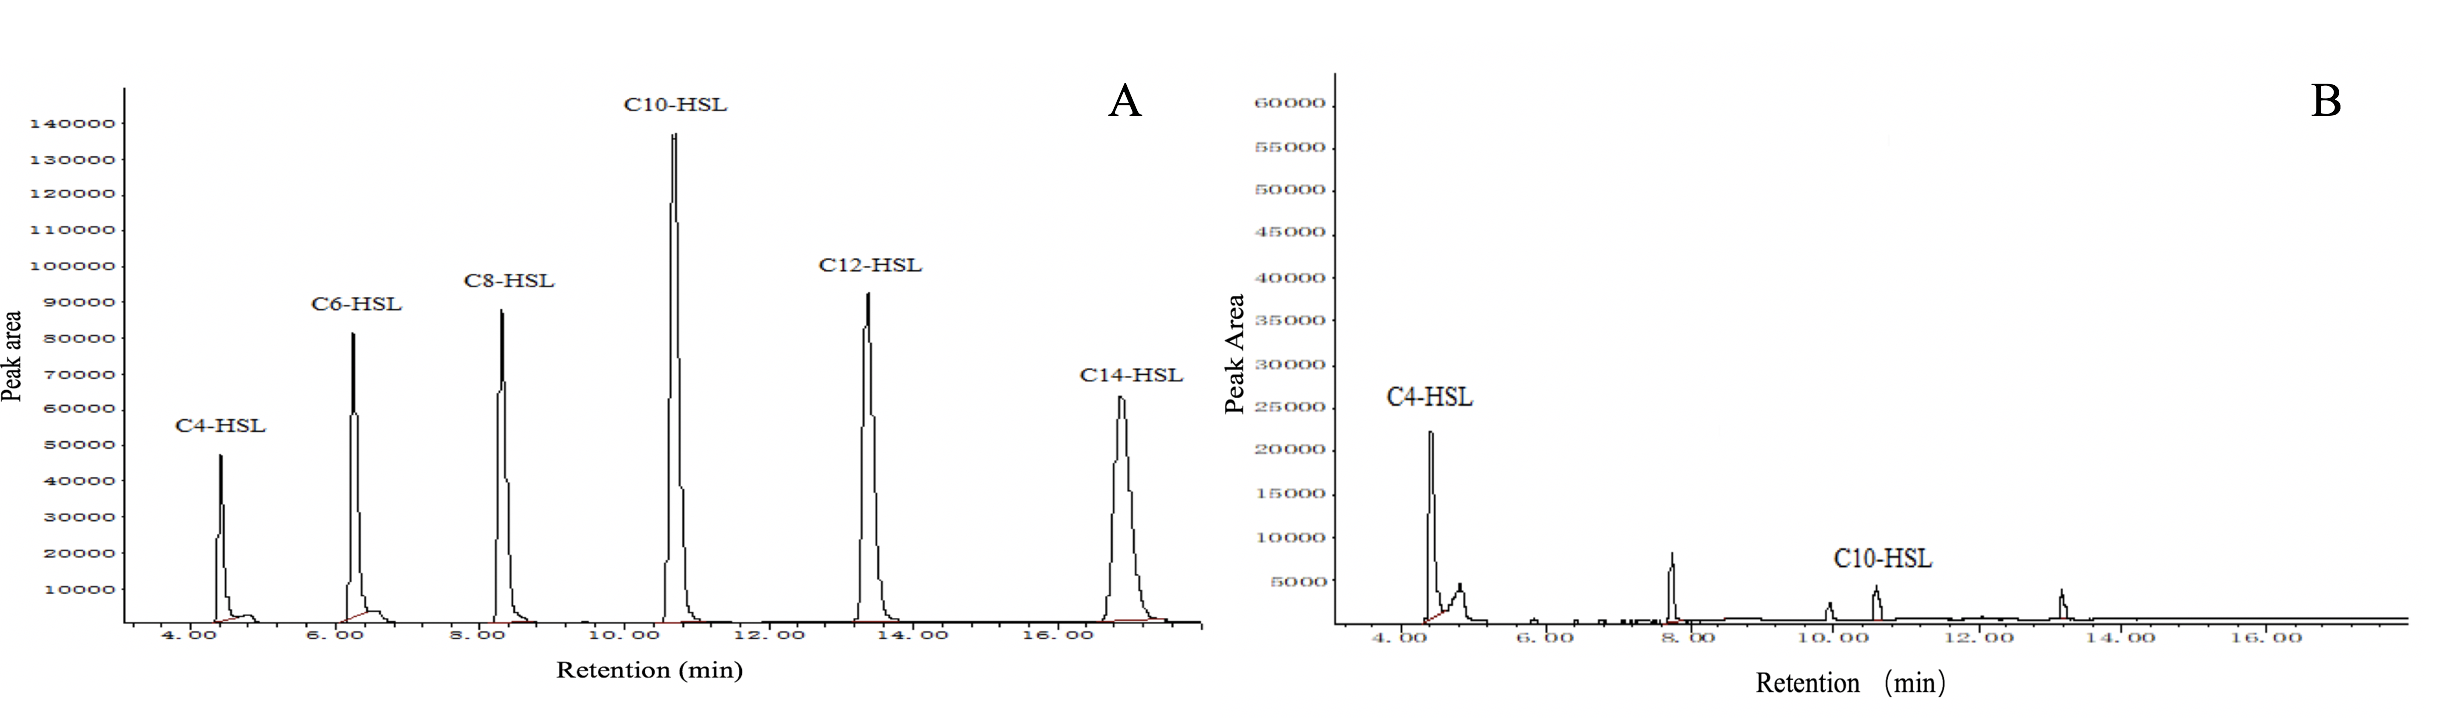 A
Peak area
140000
130000
120000
110000
100000
90000
80000
70000
60000
50000
40000
30000
20000
10000
C4-HSL
C6-HSL
C8-HSL
C10-HSL
C12-HSL
C14-HSL
4.00 6.00 8.00 10.00 12.00 14.00 16.00
Retention (min)
B
Peak Area
60000
55000
50000
45000
40000
35000
30000
25000
20000
15000
10000
5000
C4-HSL
C10-HSL
4.00 6.00 8.00 10.00 12.00 14.00 16.00
Retention (min)